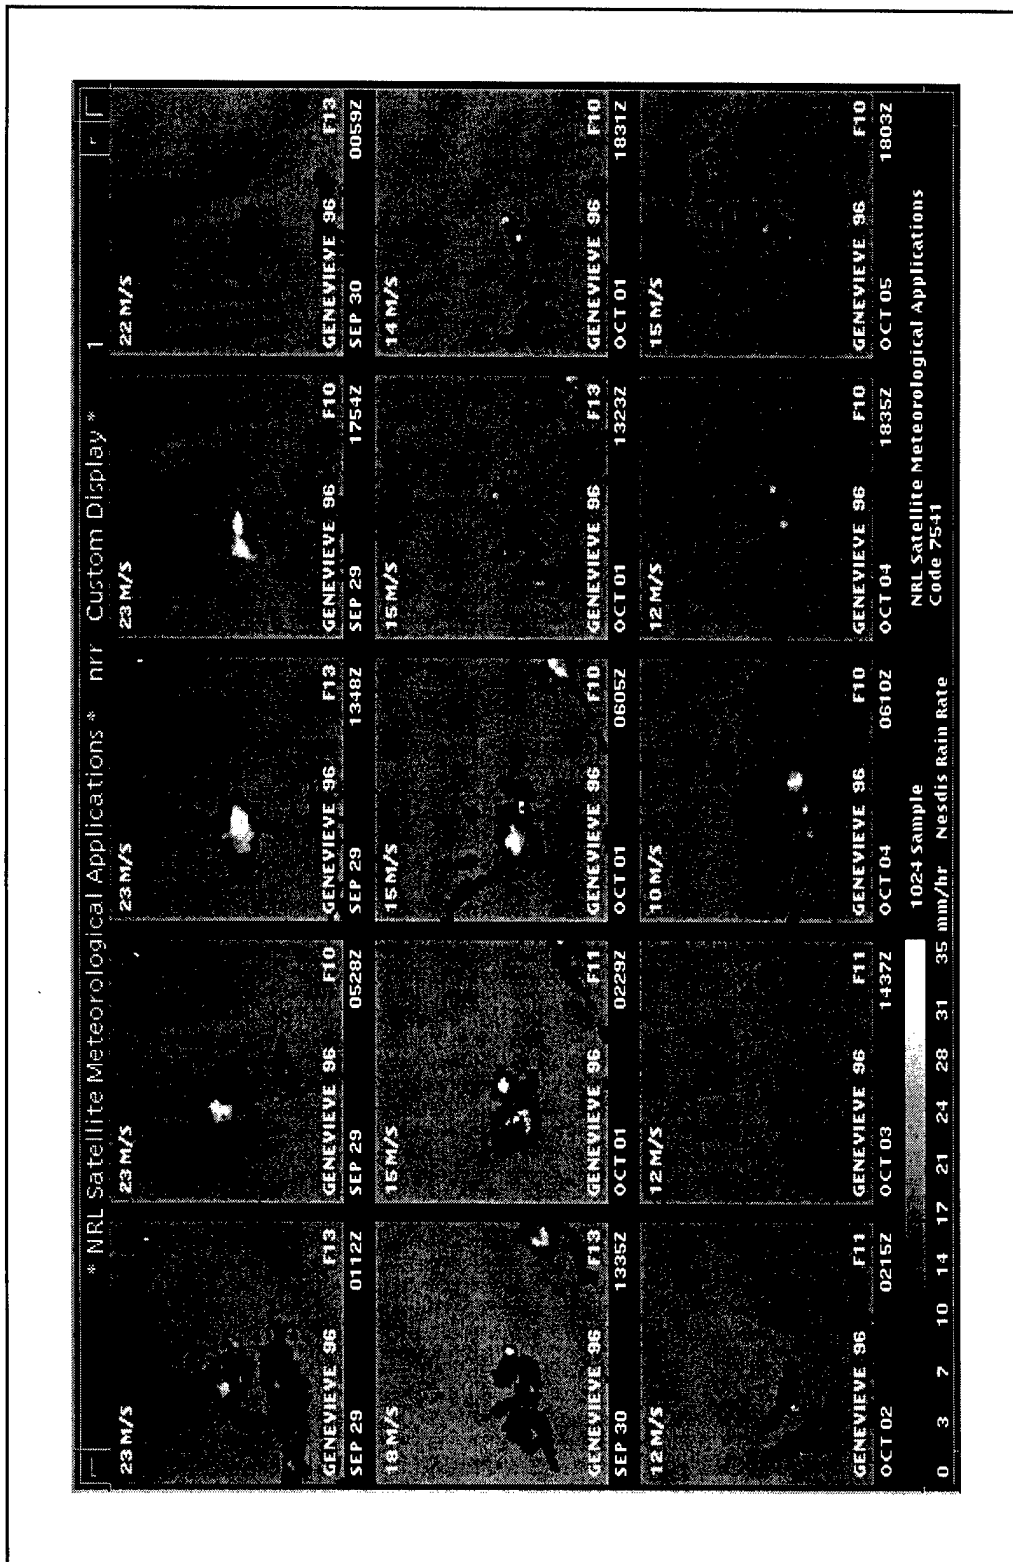 * NRL Satellite Meteorological Applications * nrr Custom Display * 1
23 M/S
GENEVIEVE 96 F13
SEP 29 0112Z
23 M/S
GENEVIEVE 96 F10
SEP 29 0528Z
23 M/S
GENEVIEVE 96 F13
SEP 29 1348Z
23 M/S
GENEVIEVE 96 F10
SEP 29 1754Z
22 M/S
GENEVIEVE 96 F13
SEP 30 0059Z
18 M/S
GENEVIEVE 96 F13
SEP 30 1335Z
15 M/S
GENEVIEVE 96 F11
OCT 01 0229Z
15 M/S
GENEVIEVE 96 F10
OCT 01 0605Z
15 M/S
GENEVIEVE 96 F13
OCT 01 1323Z
14 M/S
GENEVIEVE 96 F10
OCT 01 1831Z
12 M/S
GENEVIEVE 96 F11
OCT 02 0215Z
12 M/S
GENEVIEVE 96 F11
OCT 03 1437Z
10 M/S
GENEVIEVE 96 F10
OCT 04 0610Z
12 M/S
GENEVIEVE 96 F10
OCT 04 1835Z
15 M/S
GENEVIEVE 96 F10
OCT 05 1803Z
1024 Sample NRL Satellite Meteorological Applications
Code 7541
0 3 7 10 14 17 21 24 28 31 35 mm/hr Nesdis Rain Rate